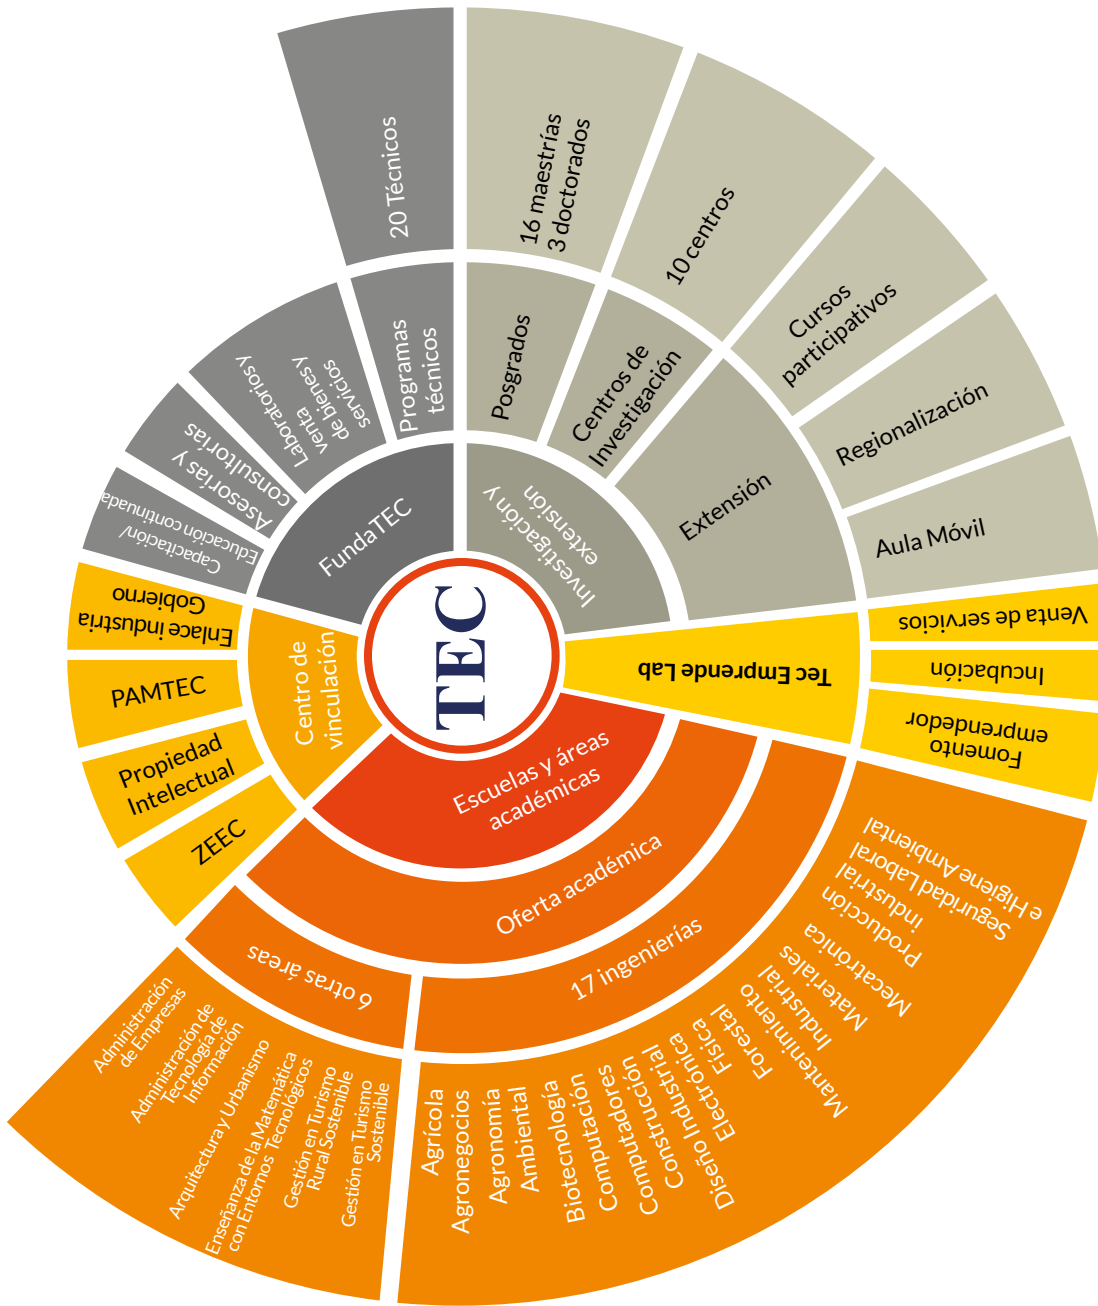 TEC
FundaTEC
Programas
técnicos
20 Técnicos
Laboratorios y
venta
de bienes y
servicios
Asesorías y
consultorías
Capacitación/
Educación continuada
Investigación y
extensión
Posgrados
16 maestrías
3 doctorados
Centros de
Investigación
10 centros
Extensión
Cursos
participativos
Regionalización
Aula Móvil
Tec Emprende Lab
Venta de servicios
Incubación
Fomento
emprendedor
Escuelas y áreas
académicas
Oferta académica
17 ingenierías
Agrícola
Agronegocios
Agronomía
Ambiental
Biotecnología
Computación
Computadores
Construcción
Diseño Industrial
Electrónica
Física
Forestal
Mantenimiento
Industrial
Materiales
Mecatrónica
Producción
Industrial
Seguridad Laboral
e Higiene Ambiental
6 otras áreas
Administración
de Empresas
Administración de
Tecnología de
Información
Arquitectura y Urbanismo
Enseñanza de la Matemática
con Entornos Tecnológicos
Gestión en Turismo
Rural Sostenible
Gestión en Turismo
Sostenible
Centro de
vinculación
Enlace industria
Gobierno
PAMTEC
Propiedad
Intelectual
ZEEC